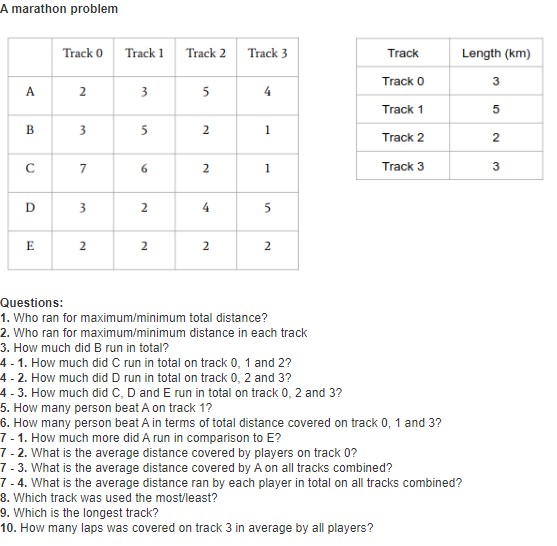 A marathon problem
Track 0 Track 1 Track 2 Track 3
A 2 3 5 4
B 3 5 2 1
C 7 6 2 1
D 3 2 4 5
E 2 2 2 2
Track Length (km)
Track 0 3
Track 1 5
Track 2 2
Track 3 3
Questions:
1. Who ran for maximum/minimum total distance?
2. Who ran for maximum/minimum distance in each track
3. How much did B run in total?
4 - 1. How much did C run in total on track 0, 1 and 2?
4 - 2. How much did D run in total on track 0, 2 and 3?
4 - 3. How much did C, D and E run in total on track 0, 2 and 3?
5. How many person beat A on track 1?
6. How many person beat A in terms of total distance covered on track 0, 1 and 3?
7 - 1. How much more did A run in comparison to E?
7 - 2. What is the average distance covered by players on track 0?
7 - 3. What is the average distance covered by A on all tracks combined?
7 - 4. What is the average distance ran by each player in total on all tracks combined?
8. Which track was used the most/least?
9. Which is the longest track?
10. How many laps was covered on track 3 in average by all players?